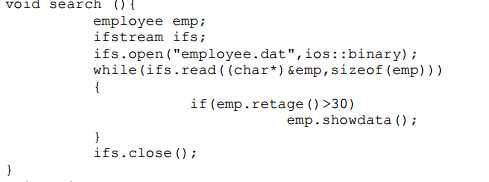 void search (){
employee emp;
ifstream ifs;
ifs.open("employee.dat",ios::binary);
while(ifs.read((char*)&emp,sizeof(emp)))
{
if(emp.retage()>30)
emp.showdata();
}
ifs.close();
}